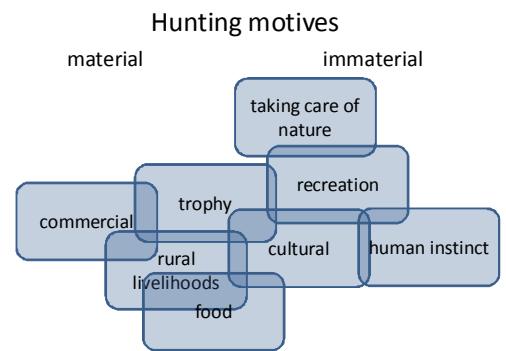 Hunting motives
material
immaterial
taking care of
nature
recreation
trophy
commercial
cultural
human instinct
rural
livelihoods
food